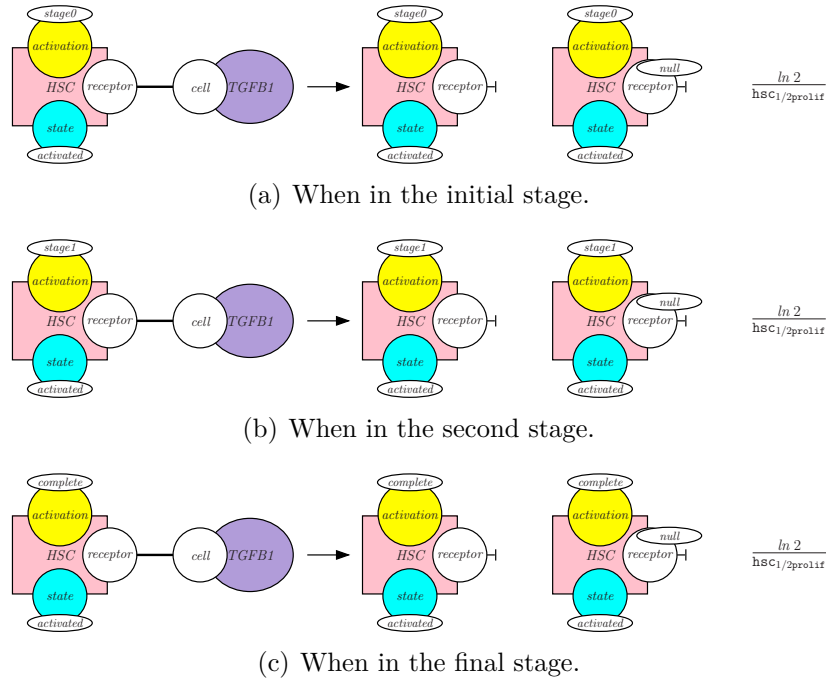 stage0 stage0 stage0
activation activation activation
null
HSC receptor cell TGFB1 HSC receptor HSC receptor ln 2
hsc1/2prolif
state state state
activated activated activated
(a) When in the initial stage.
stage1 stage1 stage1
activation activation activation
null
HSC receptor cell TGFB1 HSC receptor HSC receptor ln 2
hsc1/2prolif
state state state
activated activated activated
(b) When in the second stage.
complete complete complete
activation activation activation
null
HSC receptor cell TGFB1 HSC receptor HSC receptor ln 2
hsc1/2prolif
state state state
activated activated activated
(c) When in the final stage.